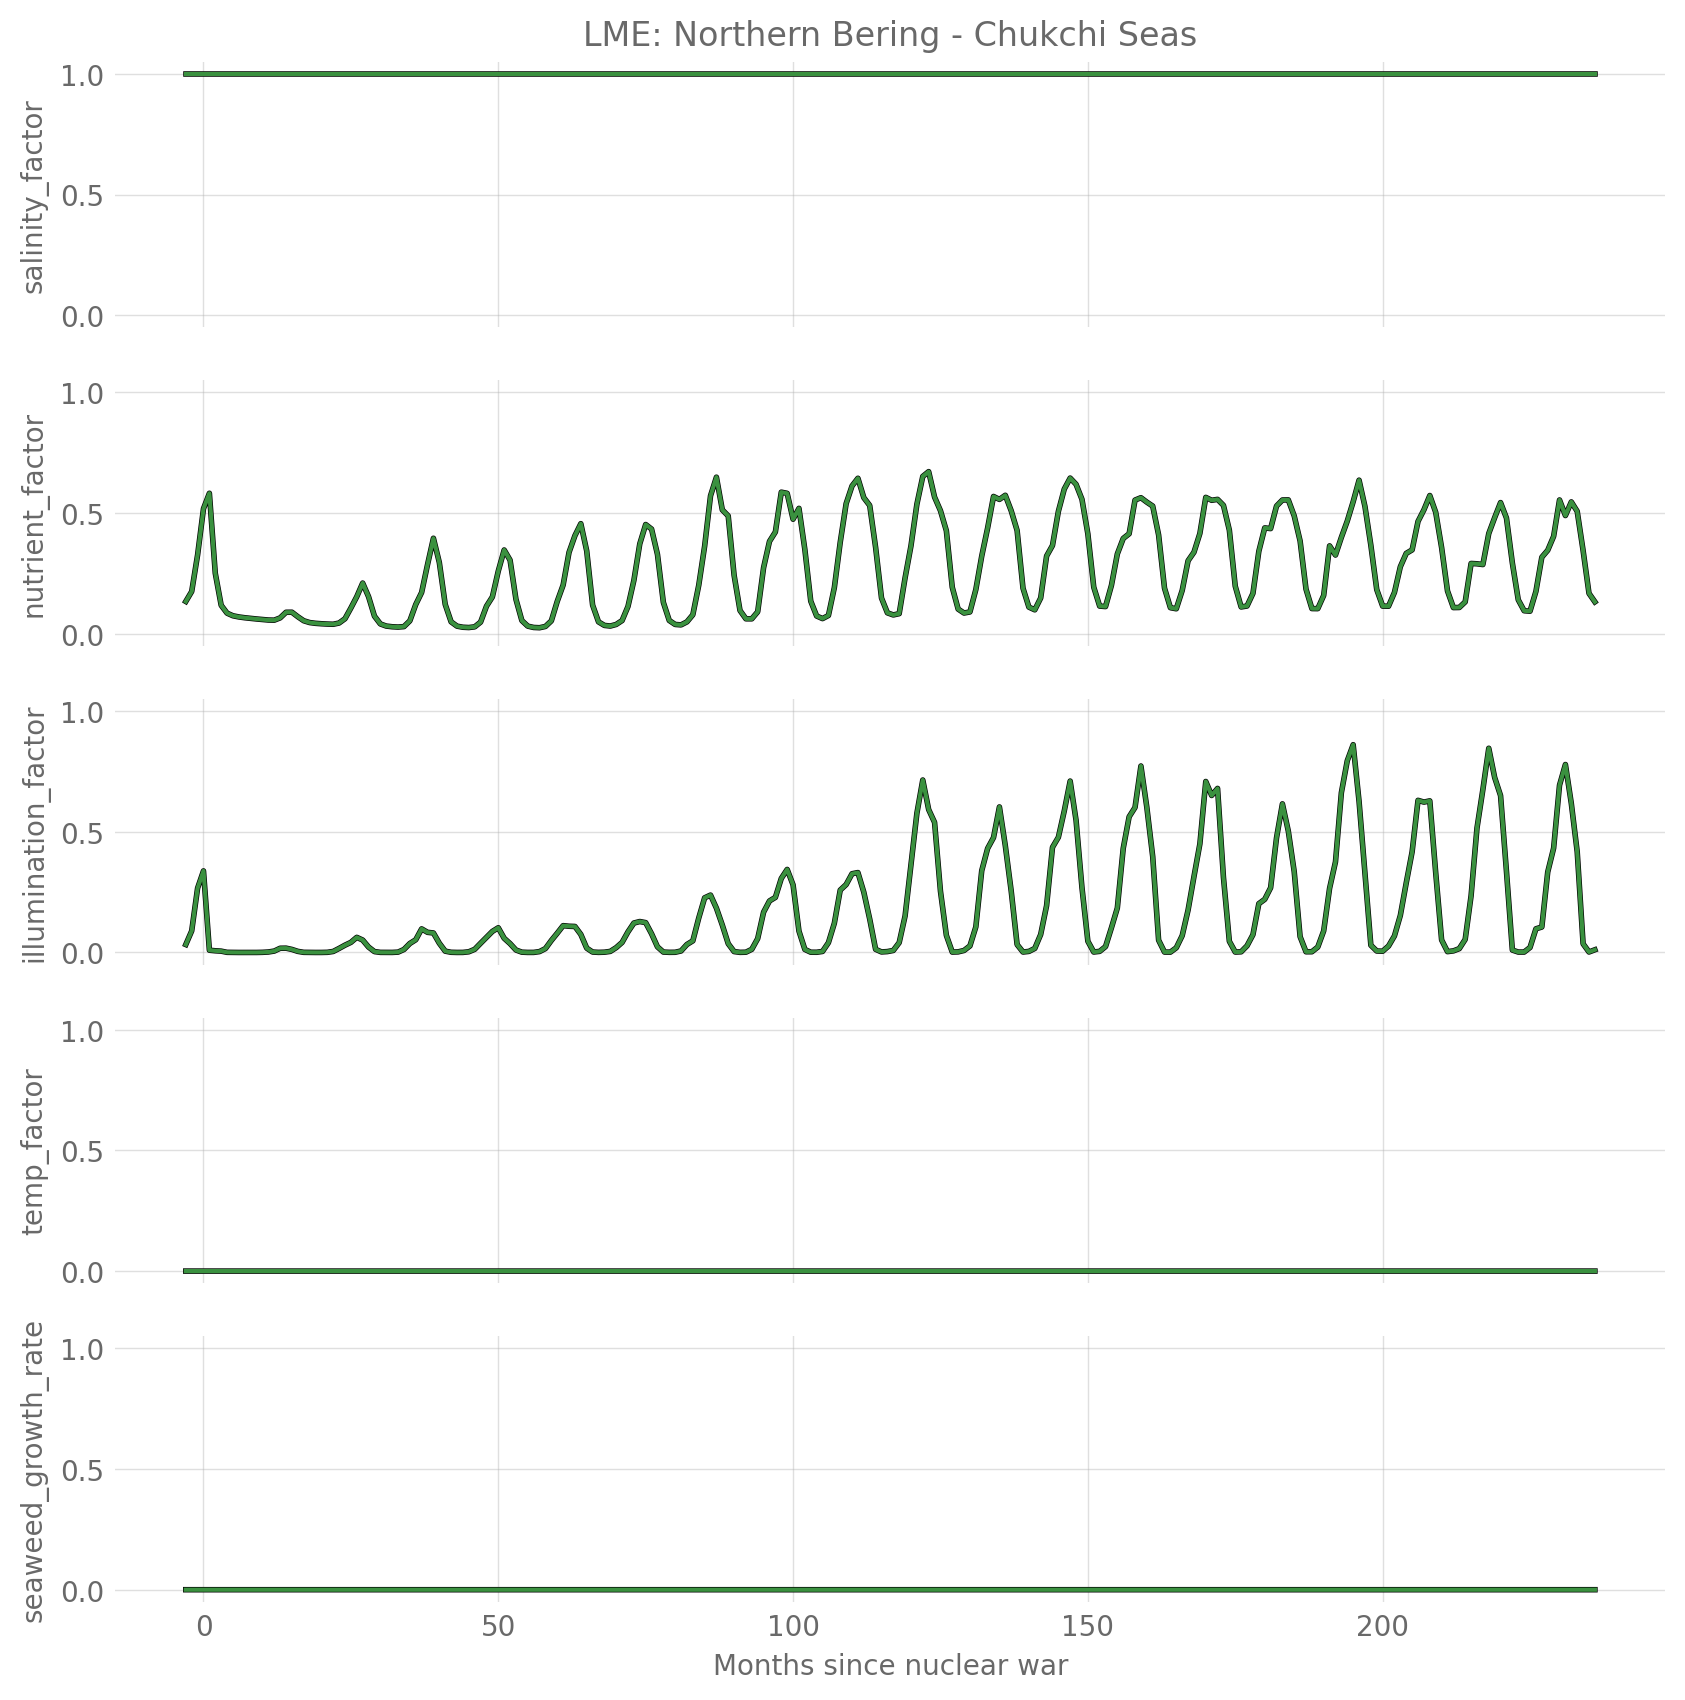 LME: Northern Bering - Chukchi Seas
salinity_factor
1.0
0.5
0.0
nutrient_factor
1.0
0.5
0.0
illumination_factor
1.0
0.5
0.0
temp_factor
1.0
0.5
0.0
seaweed_growth_rate
1.0
0.5
0.0
0 50 100 150 200
Months since nuclear war